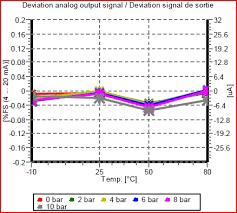 Deviation analog output signal / Deviation signal de sortie
0.2
0.16
0.12
0.08
0.04
0
-0.04
-0.08
-0.12
-0.16
-0.2
[%FS (4 ... 20 mA)]
32
25.6
19.2
12.8
6.4
0
-6.4
-12.8
-19.2
-25.6
-32
[uA]
-10
25
50
80
Temp. [°C]
0 bar
2 bar
4 bar
6 bar
8 bar
10 bar